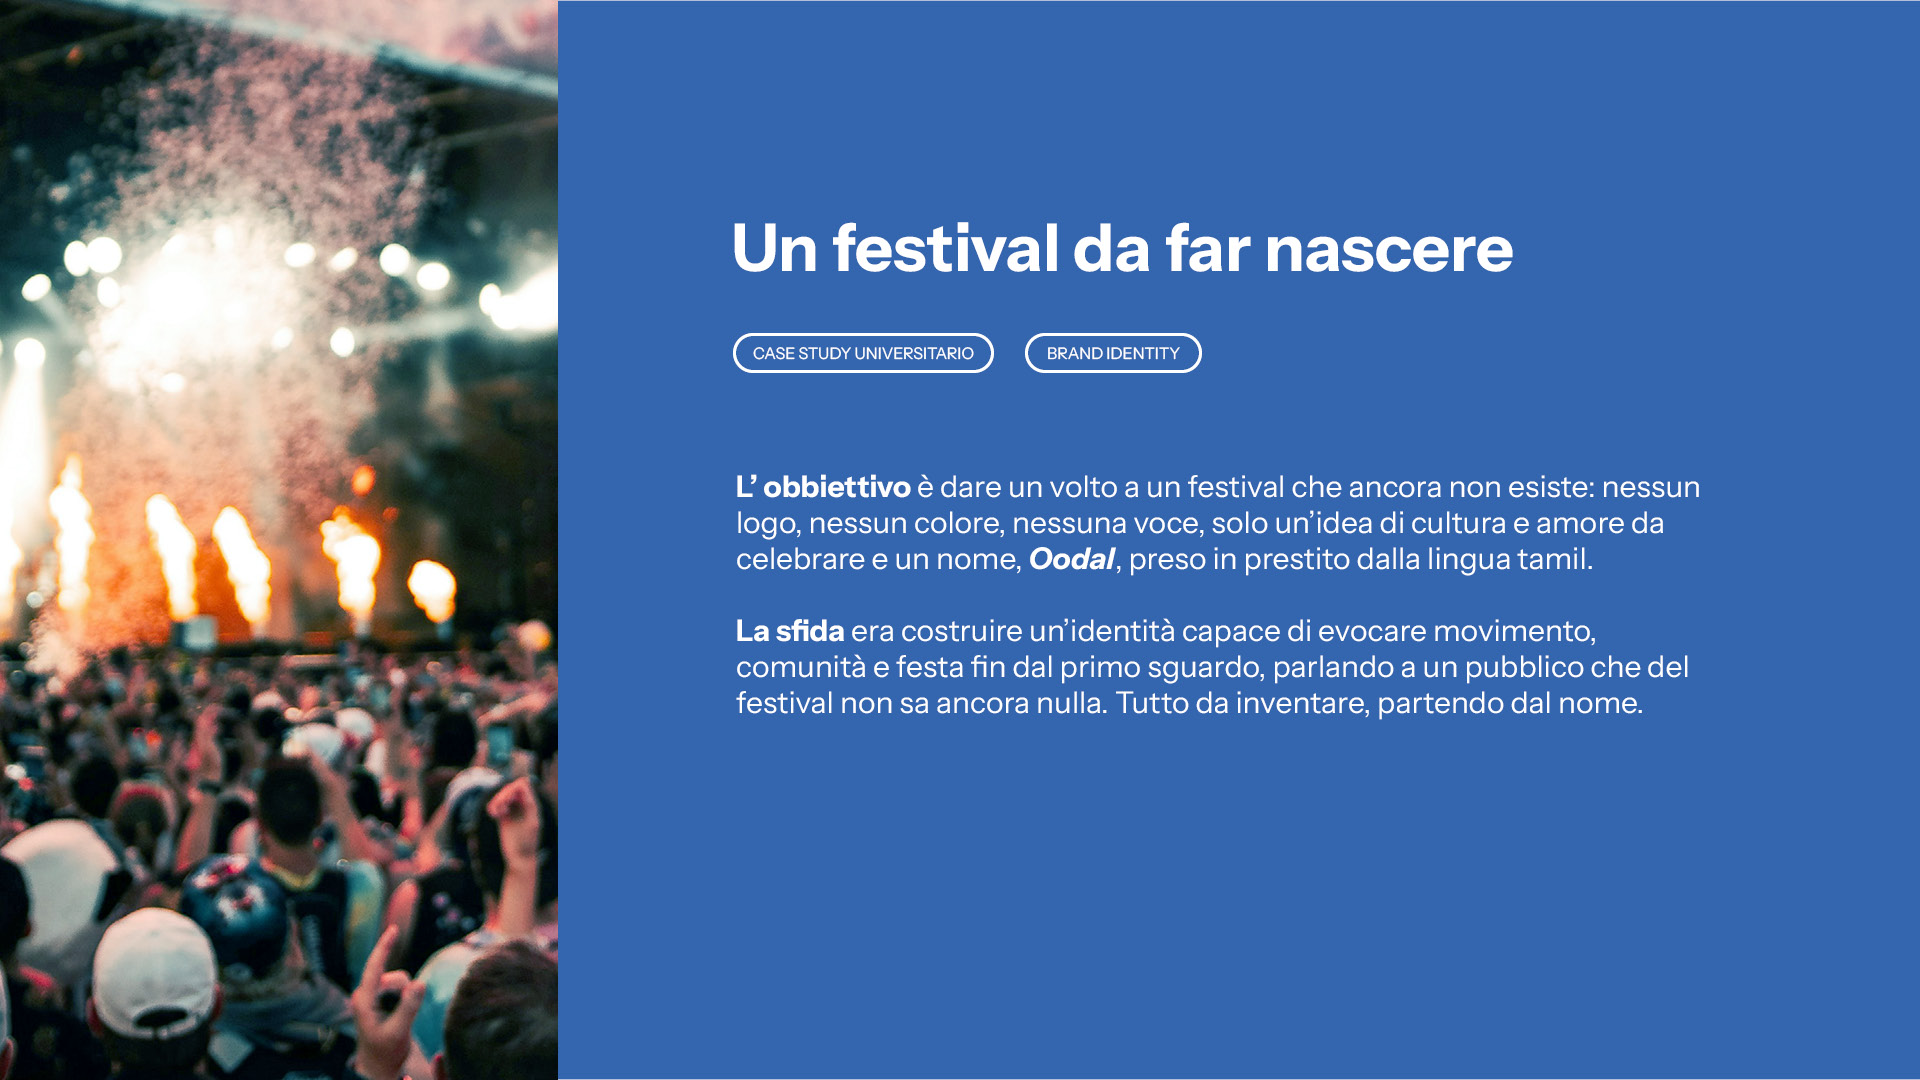 Un festival da far nascere
CASE STUDY UNIVERSITARIO
BRAND IDENTITY
L’ obbiettivo è dare un volto a un festival che ancora non esiste: nessun
logo, nessun colore, nessuna voce, solo un’idea di cultura e amore da
celebrare e un nome, Oodal, preso in prestito dalla lingua tamil.
La sfida era costruire un’identità capace di evocare movimento,
comunità e festa fin dal primo sguardo, parlando a un pubblico che del
festival non sa ancora nulla. Tutto da inventare, partendo dal nome.